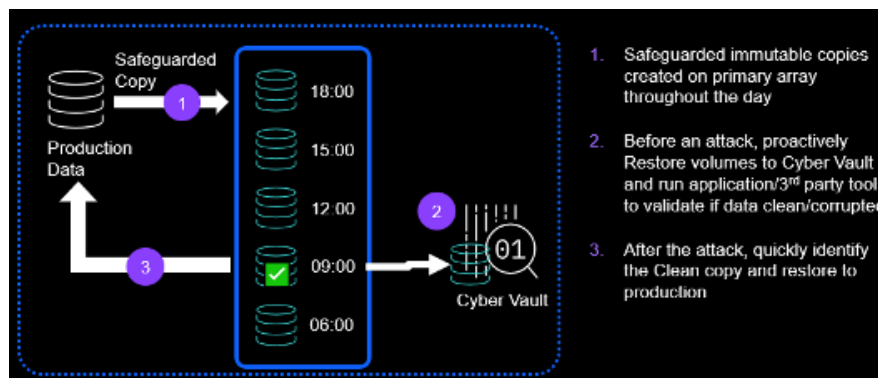 Safeguarded
Copy
1
Production
Data
18:00
15:00
12:00
09:00
06:00
2
01
Cyber Vault
3
1. Safeguarded immutable copies
created on primary array
throughout the day
2. Before an attack, proactively
Restore volumes to Cyber Vault
and run application/3rd party tool
to validate if data clean/corrupted
3. After the attack, quickly identify
the Clean copy and restore to
production